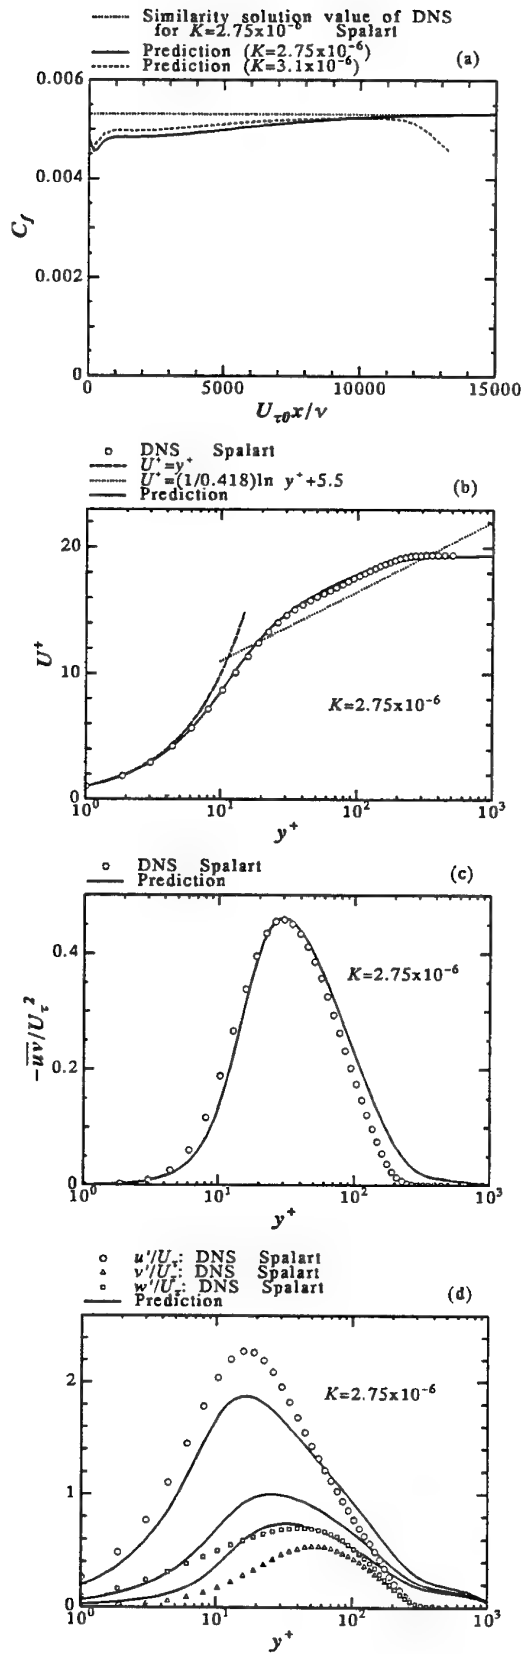 Similarity solution value of DNS
for K=2.75x10⁻⁶ Spalart
Prediction (K=2.75x10⁻⁶)
Prediction (K=3.1x10⁻⁶)
(a)
0.006
0.004
0.002
0
C_f
0 5000 10000 15000
U_τ0 x/ν
DNS Spalart
U⁺=y⁺
U⁺=(1/0.418)ln y⁺+5.5
Prediction
(b)
20
10
0
U⁺
K=2.75x10⁻⁶
10⁰ 10¹ 10² 10³
y⁺
DNS Spalart
Prediction
(c)
0.4
0.2
0
-u̅v̅/U_τ²
K=2.75x10⁻⁶
10⁰ 10¹ 10² 10³
y⁺
u'/U_τ: DNS Spalart
v'/U_τ: DNS Spalart
w'/U_τ: DNS Spalart
Prediction
(d)
2
1
0
K=2.75x10⁻⁶
10⁰ 10¹ 10² 10³
y⁺